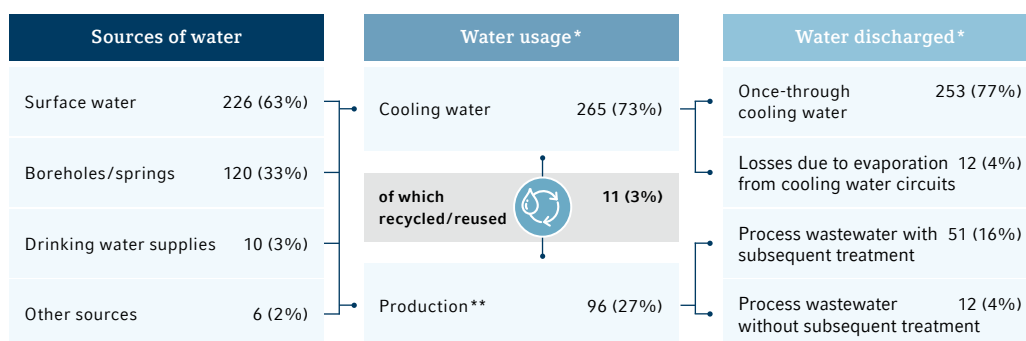 Sources of water
Surface water 226 (63%)
Boreholes/springs 120 (33%)
Drinking water supplies 10 (3%)
Other sources 6 (2%)
Water usage*
Cooling water 265 (73%)
of which
recycled/reused 11 (3%)
Production** 96 (27%)
Water discharged*
Once-through 253 (77%)
cooling water
Losses due to evaporation 12 (4%)
from cooling water circuits
Process wastewater with 51 (16%)
subsequent treatment
Process wastewater 12 (4%)
without subsequent treatment